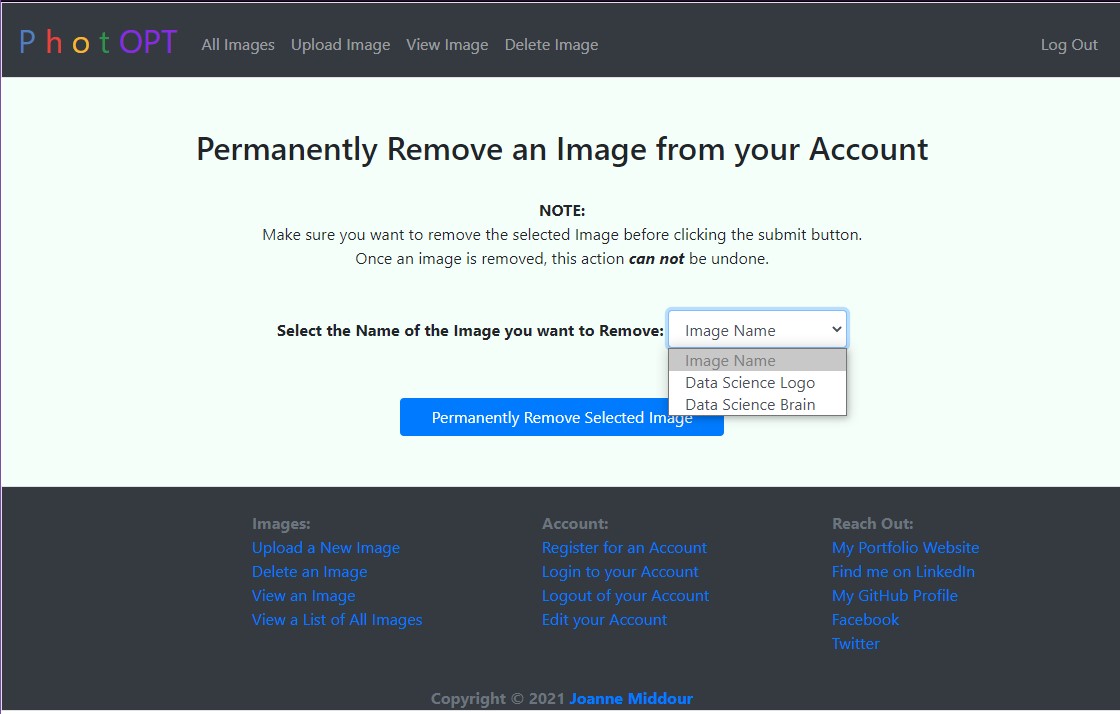 P h o t OPT All Images Upload Image View Image Delete Image Log Out
Permanently Remove an Image from your Account
NOTE:
Make sure you want to remove the selected Image before clicking the submit button.
Once an image is removed, this action can not be undone.
Select the Name of the Image you want to Remove: Image Name
Image Name
Data Science Logo
Data Science Brain
Permanently Remove Selected Image
Images:
Upload a New Image
Delete an Image
View an Image
View a List of All Images
Account:
Register for an Account
Login to your Account
Logout of your Account
Edit your Account
Reach Out:
My Portfolio Website
Find me on LinkedIn
My GitHub Profile
Facebook
Twitter
Copyright © 2021 Joanne Middour